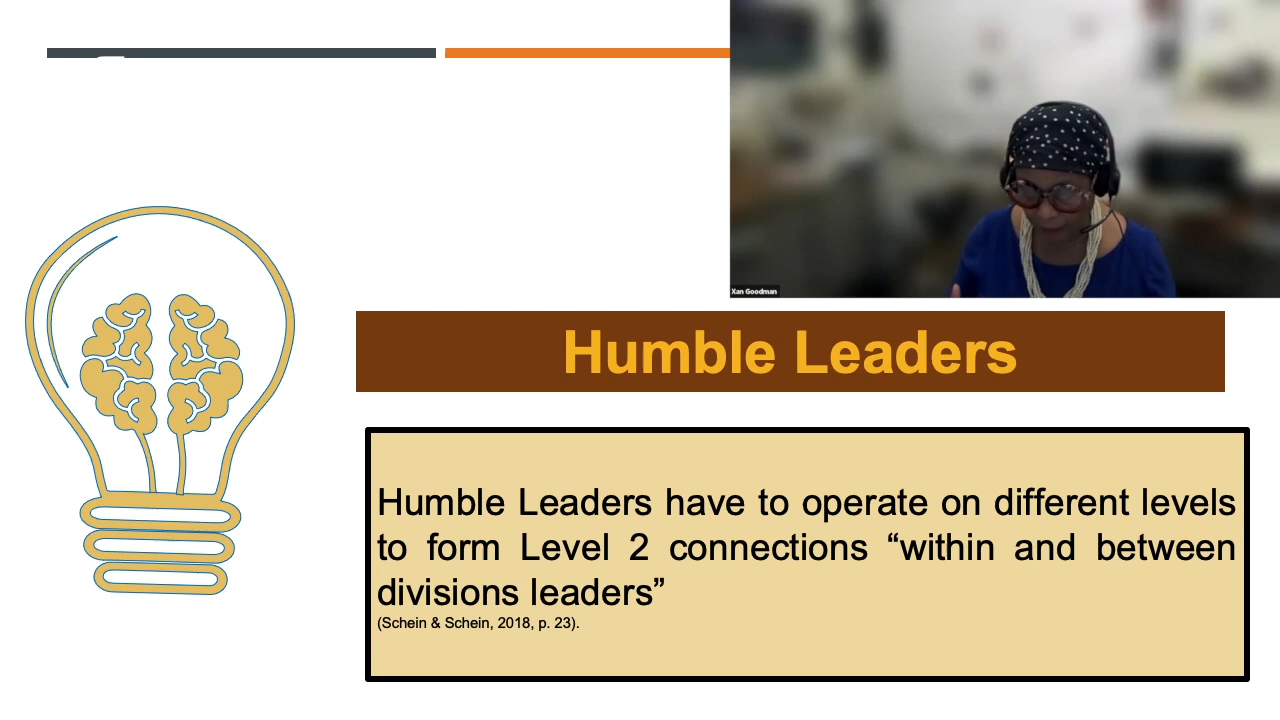 Xan Goodman
Humble Leaders
Humble Leaders have to operate on different levels
to form Level 2 connections “within and between
divisions leaders”
(Schein & Schein, 2018, p. 23).